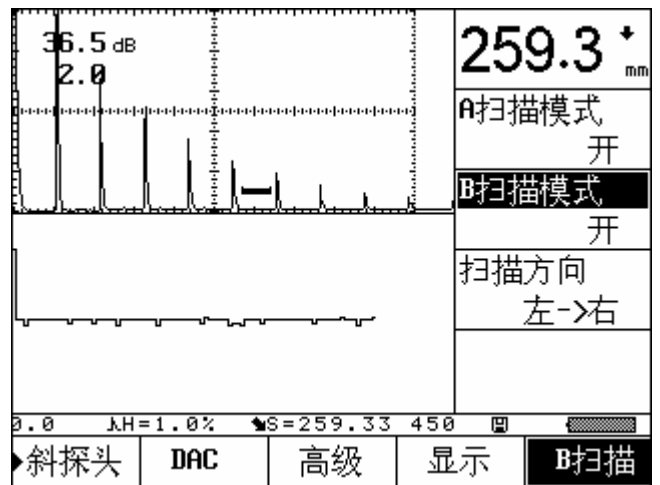 36.5 dB
2.0
259.3 mm
A扫描模式
开
B扫描模式
开
扫描方向
左->右
0.0 H=1.0% S=259.33 450
斜探头 DAC 高级 显示 B扫描